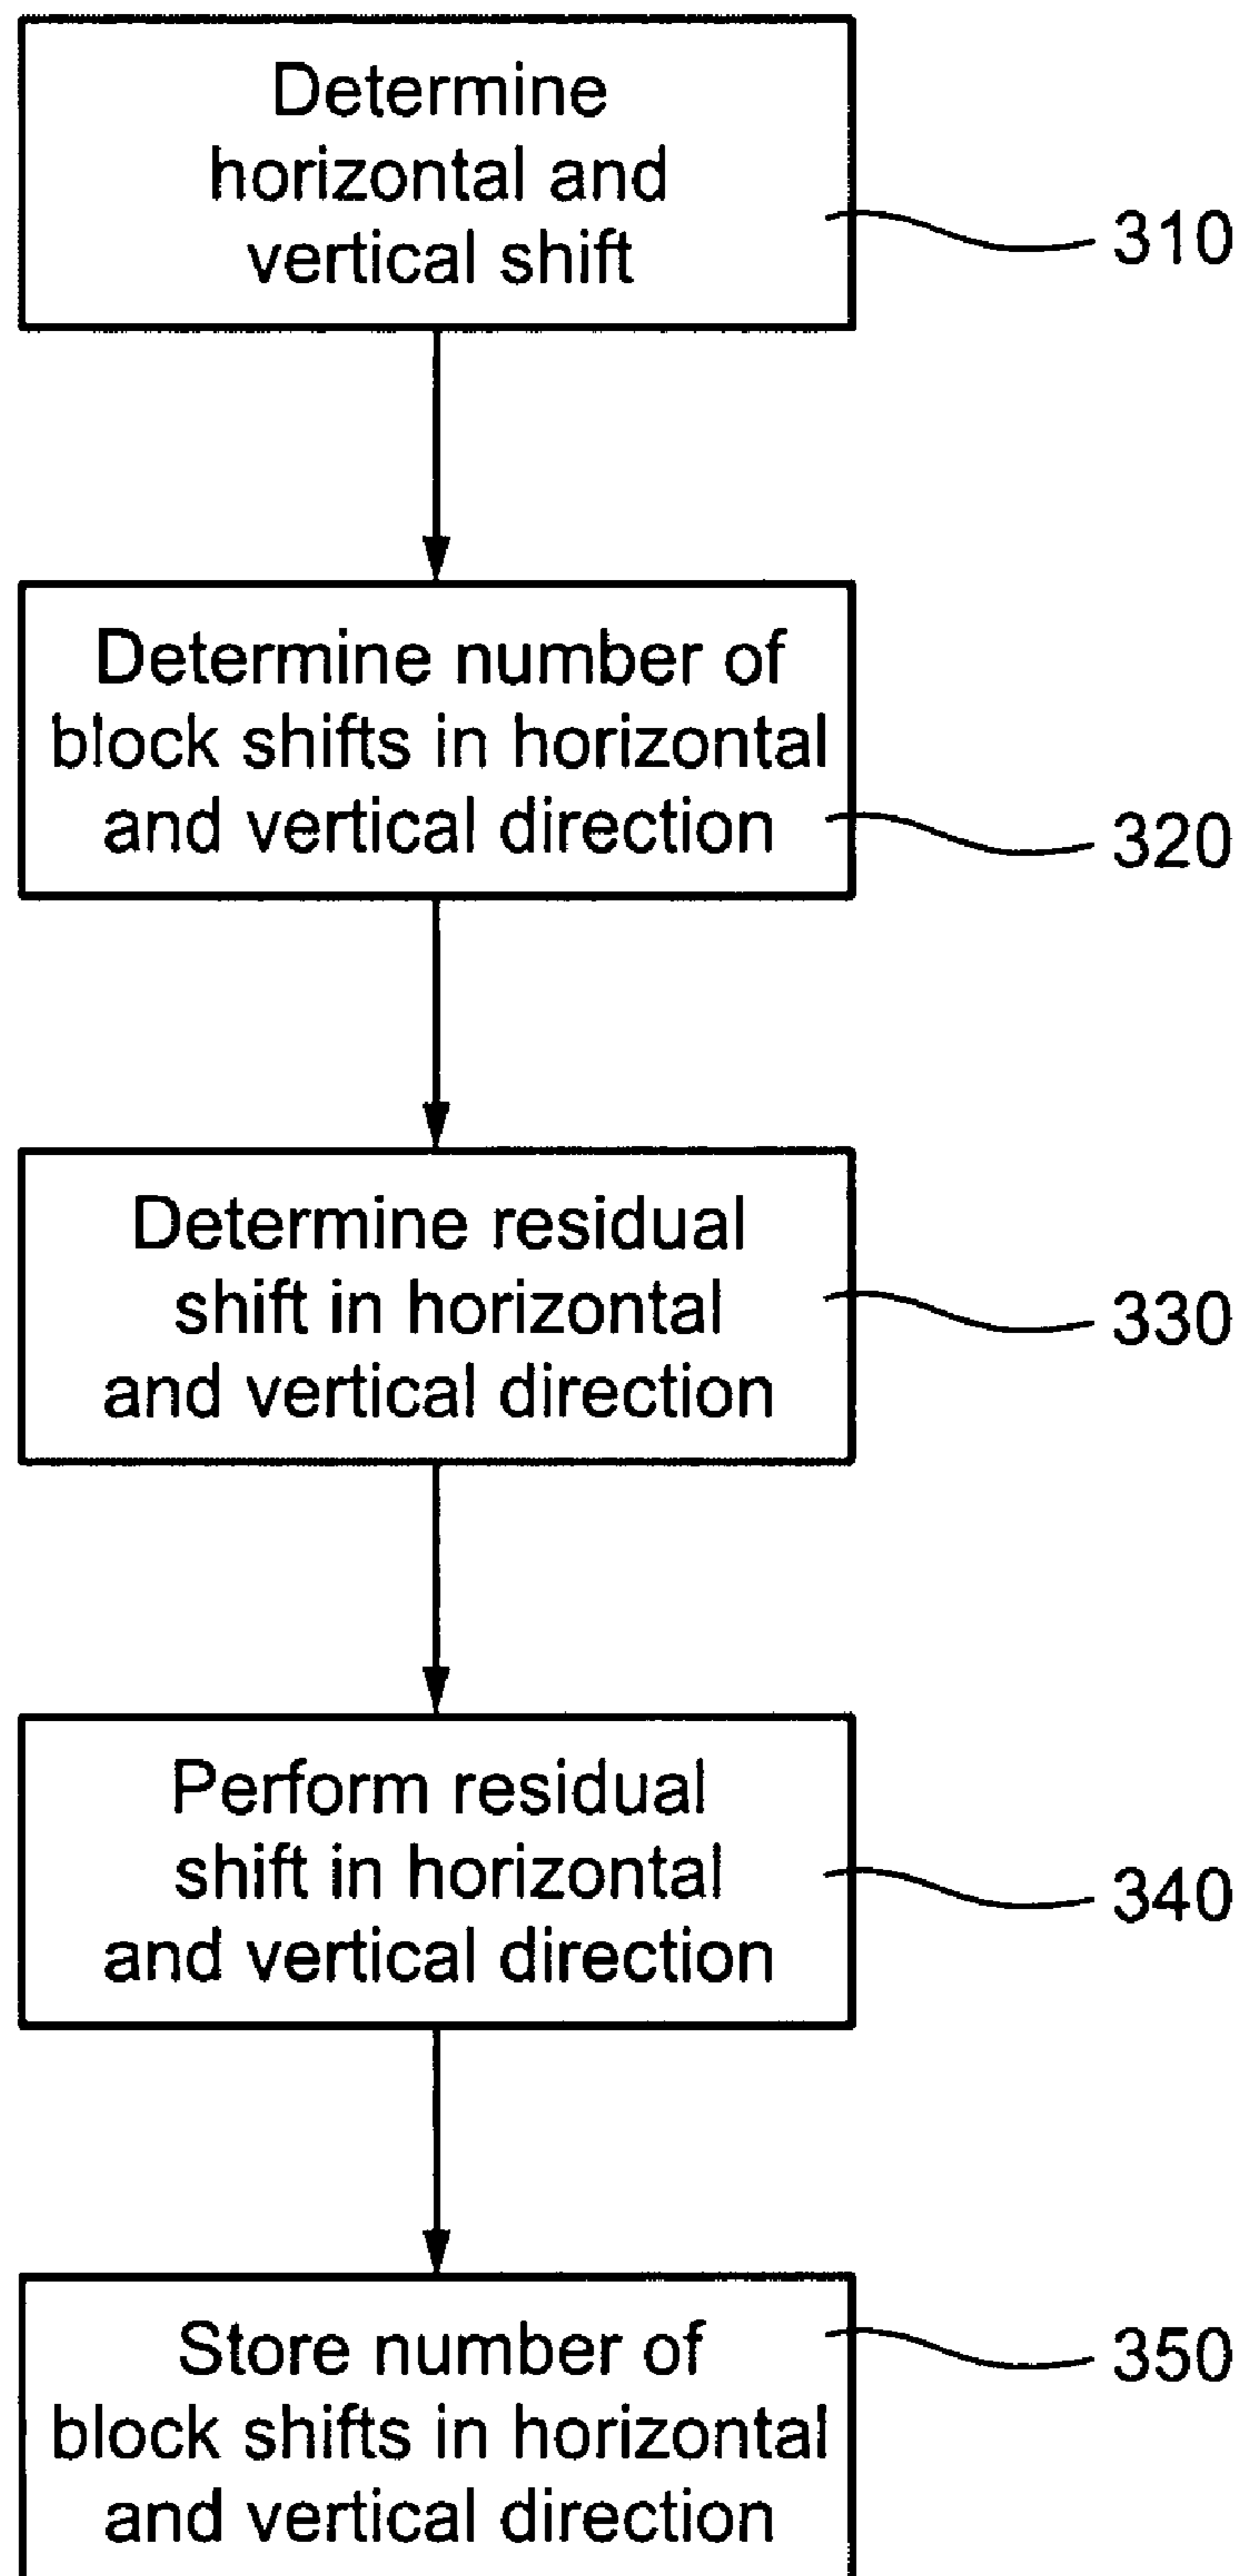 Determine
horizontal and
vertical shift
310
Determine number of
block shifts in horizontal
and vertical direction
320
Determine residual
shift in horizontal
and vertical direction
330
Perform residual
shift in horizontal
and vertical direction
340
Store number of
block shifts in horizontal
and vertical direction
350